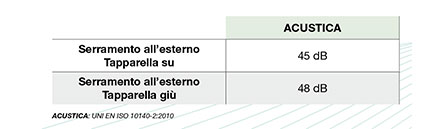 ACUSTICA
Serramento all'esterno
Tapparella su
45 dB
Serramento all'esterno
Tapparella giù
48 dB
ACUSTICA: UNI EN ISO 10140-2:2010